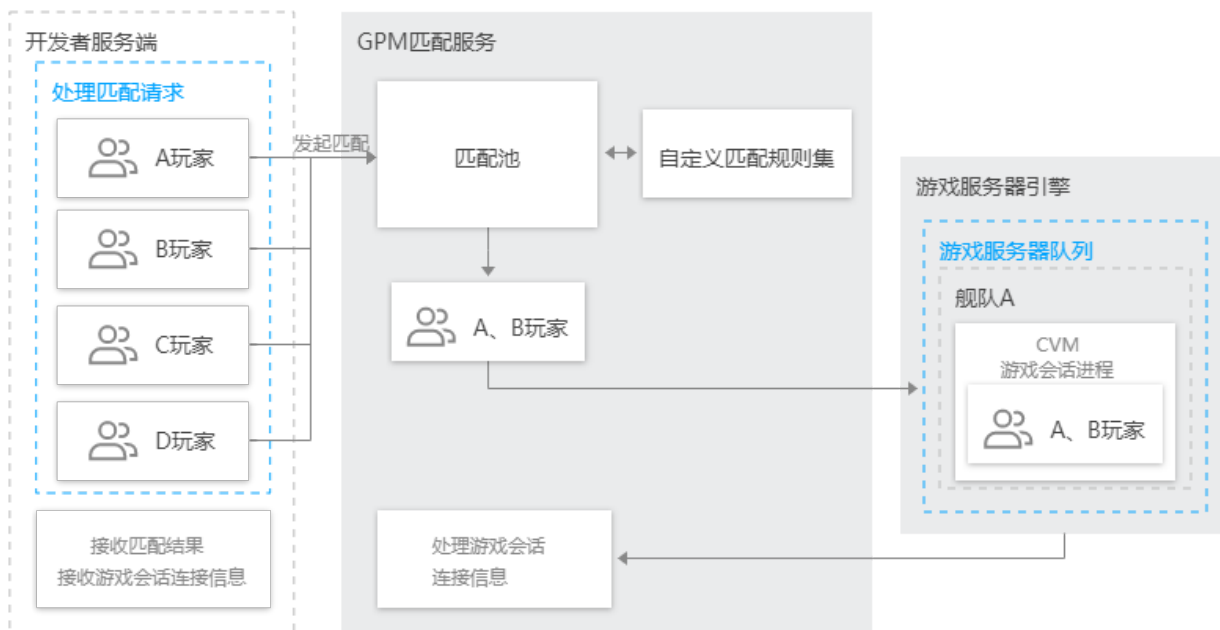 开发者服务端
处理匹配请求
A玩家
B玩家
C玩家
D玩家
接收匹配结果
接收游戏会话连接信息
发起匹配
GPM匹配服务
匹配池
自定义匹配规则集
A、B玩家
处理游戏会话
连接信息
游戏服务器引擎
游戏服务器队列
舰队A
CVM
游戏会话进程
A、B玩家